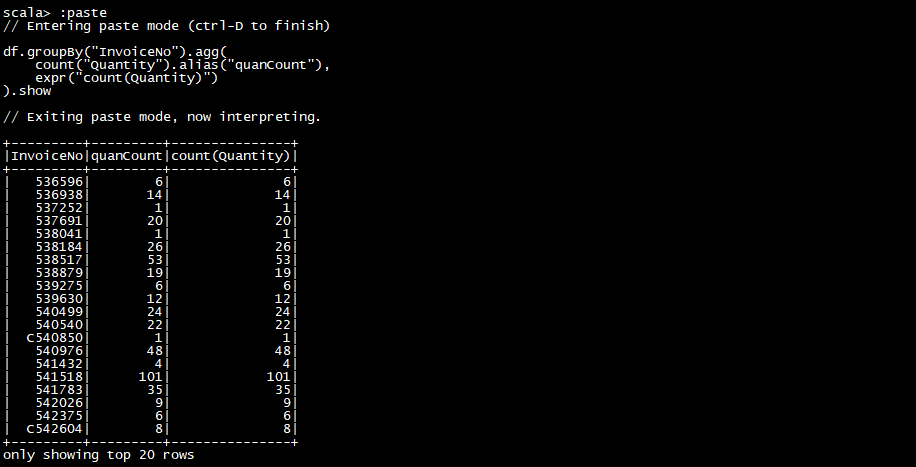 scala> :paste
// Entering paste mode (ctrl-D to finish)
df.groupBy("InvoiceNo").agg(
    count("Quantity").alias("quanCount"),
    expr("count(Quantity)")
).show
// Exiting paste mode, now interpreting.
+---------+---------+---------------+
|InvoiceNo|quanCount|count(Quantity)|
+---------+---------+---------------+
|   536596|        6|              6|
|   536938|       14|             14|
|   537252|        1|              1|
|   537691|       20|             20|
|   538041|        1|              1|
|   538184|       26|             26|
|   538517|       53|             53|
|   538879|       19|             19|
|   539275|        6|              6|
|   539630|       12|             12|
|   540499|       24|             24|
|   540540|       22|             22|
|  C540850|        1|              1|
|   540976|       48|             48|
|   541432|        4|              4|
|   541518|      101|            101|
|   541783|       35|             35|
|   542026|        9|              9|
|   542375|        6|              6|
|  C542604|        8|              8|
+---------+---------+---------------+
only showing top 20 rows